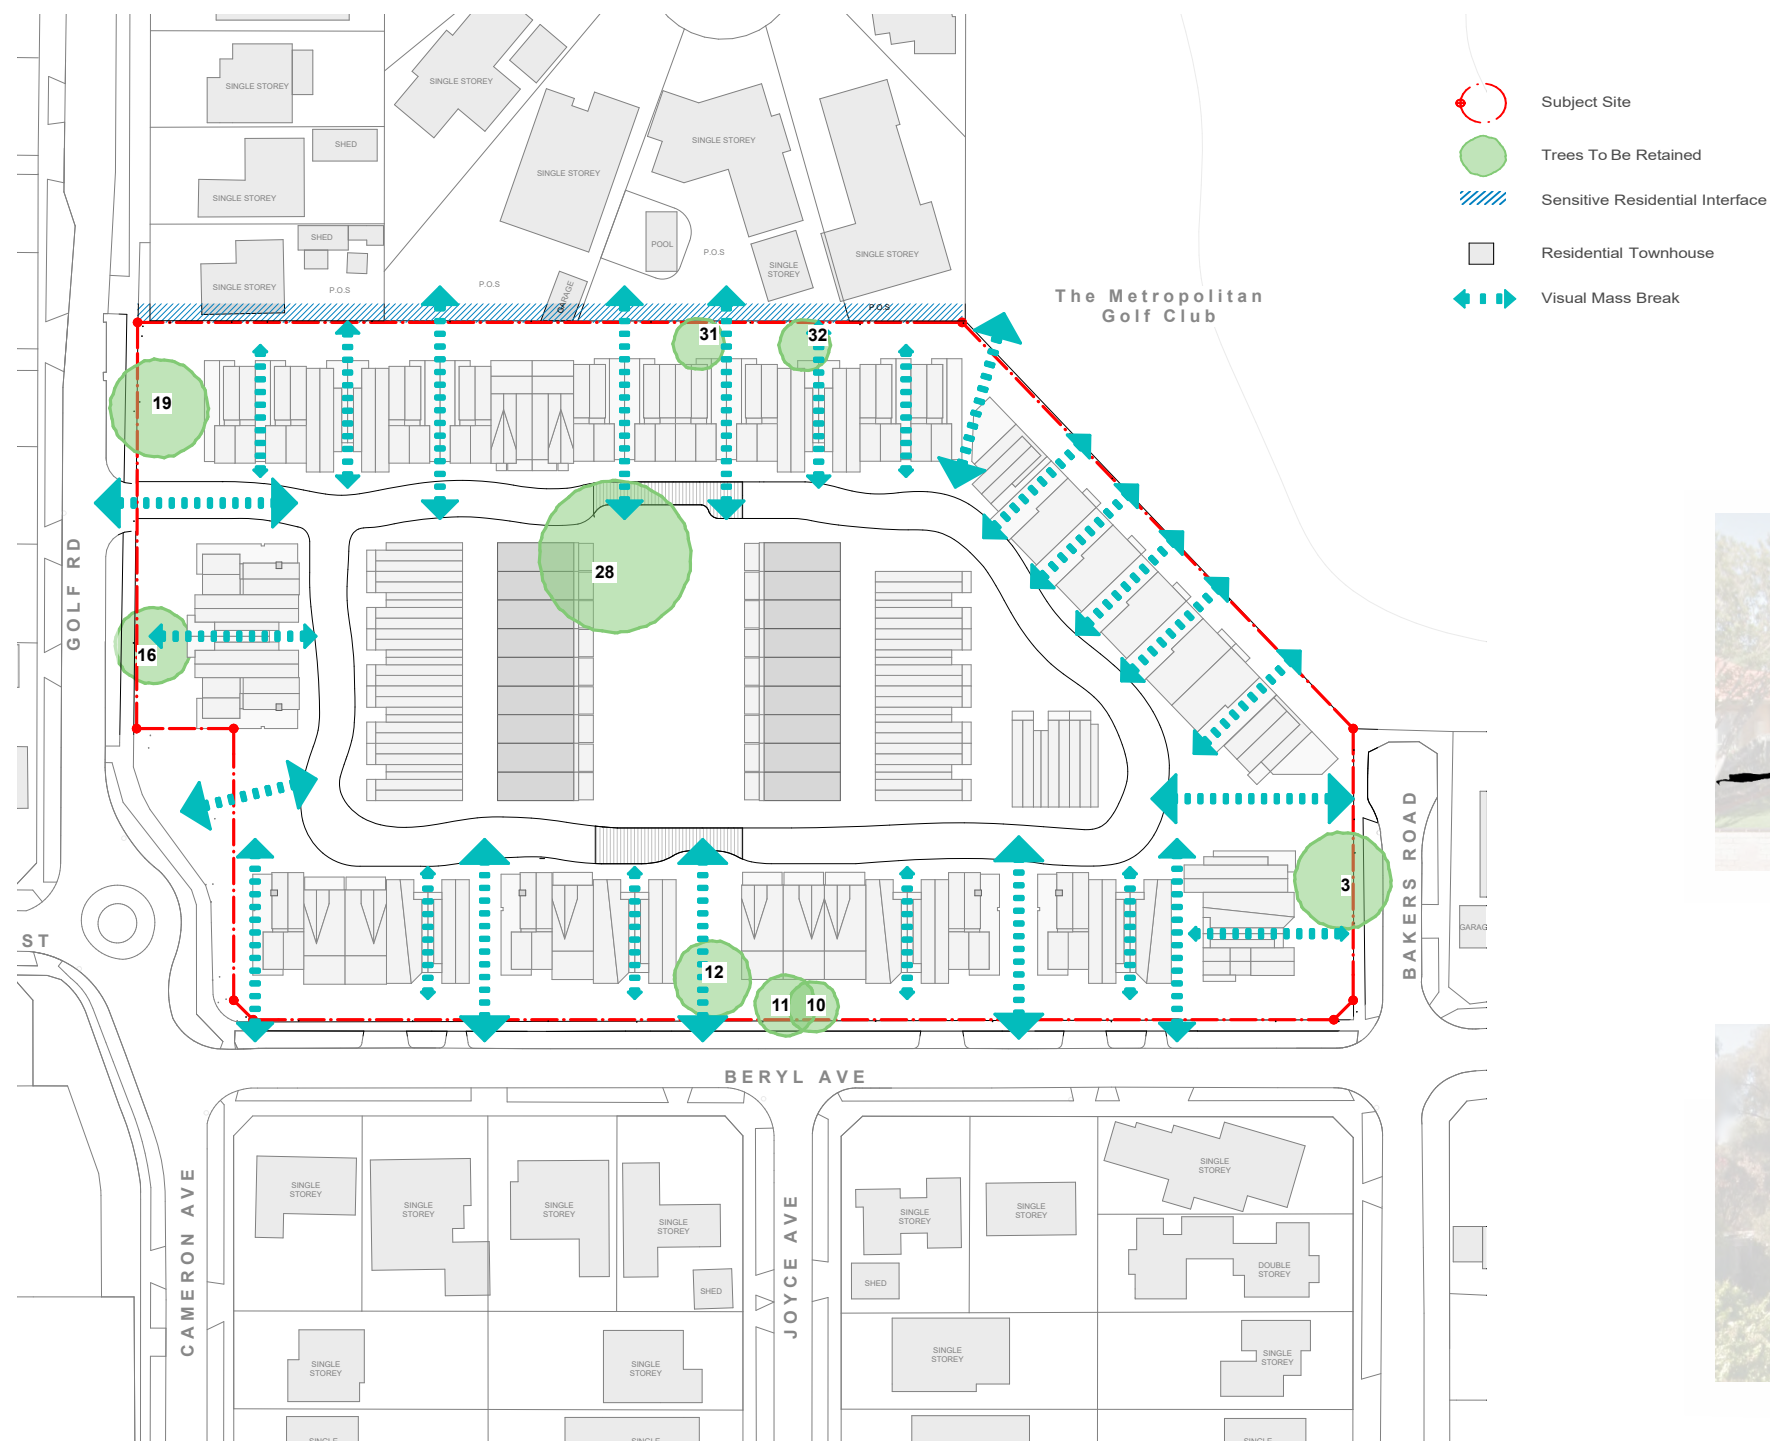 SINGLE STOREY
SINGLE STOREY
SHED
SINGLE STOREY
SHED
SINGLE STOREY
P.O.S
P.O.S
SINGLE STOREY
GARAGE
POOL
SINGLE STOREY
P.O.S
SINGLE
STOREY
SINGLE STOREY
P.O.S
The Metropolitan
Golf Club
Subject Site
Trees To Be Retained
Sensitive Residential Interface
Residential Townhouse
Visual Mass Break
31
32
19
28
16
GOLF RD
3
12
11
10
ST
BAKERS ROAD
GARAG
BERYL AVE
CAMERON AVE
JOYCE AVE
SINGLE
STOREY
SINGLE
STOREY
SINGLE
STOREY
SINGLE
STOREY
SHED
SINGLE
STOREY
SINGLE
STOREY
SHED
SINGLE
STOREY
DOUBLE
STOREY
SINGLE
STOREY
SINGLE
STOREY
SINGLE
STOREY
SINGLE
STOREY
SINGLE
SINGLE
SINGLE